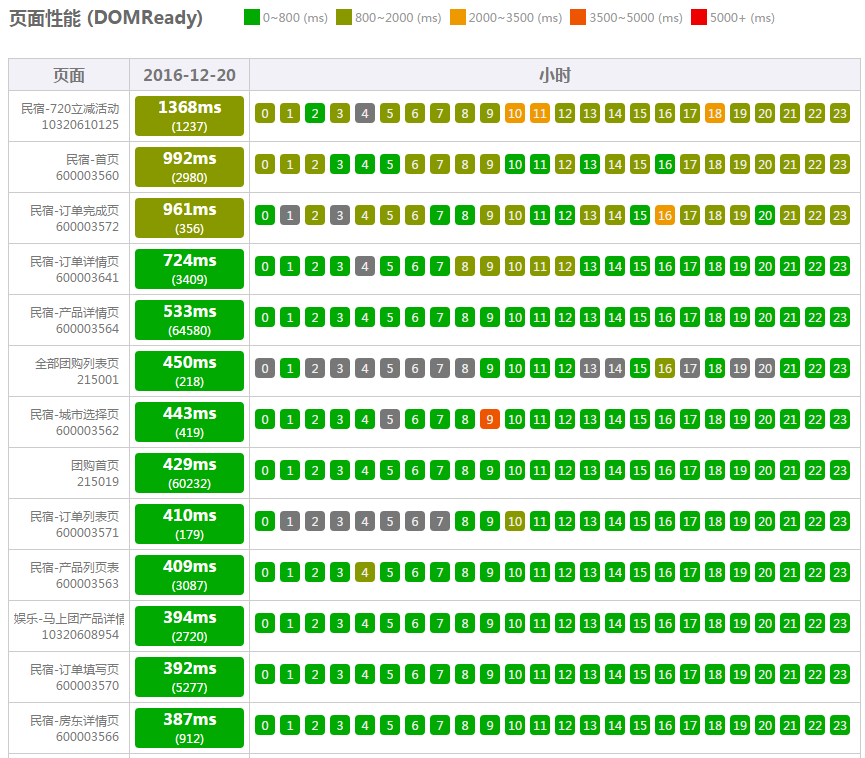 页面性能 (DOMReady) 0~800 (ms) 800~2000 (ms) 2000~3500 (ms) 3500~5000 (ms) 5000+ (ms)
页面 2016-12-20 小时
民宿-720立减活动 1368ms 0 1 2 3 4 5 6 7 8 9 10 11 12 13 14 15 16 17 18 19 20 21 22 23
10320610125 (1237)
民宿-首页 992ms 0 1 2 3 4 5 6 7 8 9 10 11 12 13 14 15 16 17 18 19 20 21 22 23
600003560 (2980)
民宿-订单完成页 961ms 0 1 2 3 4 5 6 7 8 9 10 11 12 13 14 15 16 17 18 19 20 21 22 23
600003572 (356)
民宿-订单详情页 724ms 0 1 2 3 4 5 6 7 8 9 10 11 12 13 14 15 16 17 18 19 20 21 22 23
600003641 (3409)
民宿-产品详情页 533ms 0 1 2 3 4 5 6 7 8 9 10 11 12 13 14 15 16 17 18 19 20 21 22 23
600003564 (64580)
全部团购列表页 450ms 0 1 2 3 4 5 6 7 8 9 10 11 12 13 14 15 16 17 18 19 20 21 22 23
215001 (218)
民宿-城市选择页 443ms 0 1 2 3 4 5 6 7 8 9 10 11 12 13 14 15 16 17 18 19 20 21 22 23
600003562 (419)
团购首页 429ms 0 1 2 3 4 5 6 7 8 9 10 11 12 13 14 15 16 17 18 19 20 21 22 23
215019 (60232)
民宿-订单列表页 410ms 0 1 2 3 4 5 6 7 8 9 10 11 12 13 14 15 16 17 18 19 20 21 22 23
600003571 (179)
民宿-产品列页表 409ms 0 1 2 3 4 5 6 7 8 9 10 11 12 13 14 15 16 17 18 19 20 21 22 23
600003563 (3087)
娱乐-马上团产品详情 394ms 0 1 2 3 4 5 6 7 8 9 10 11 12 13 14 15 16 17 18 19 20 21 22 23
10320608954 (2720)
民宿-订单填写页 392ms 0 1 2 3 4 5 6 7 8 9 10 11 12 13 14 15 16 17 18 19 20 21 22 23
600003570 (5277)
民宿-房东详情页 387ms 0 1 2 3 4 5 6 7 8 9 10 11 12 13 14 15 16 17 18 19 20 21 22 23
600003566 (912)